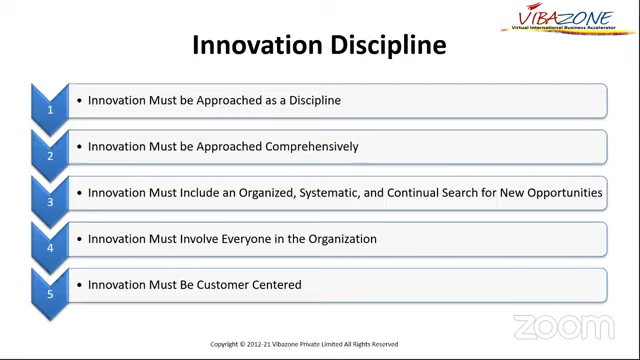 VIBAZONE
Virtual International Business Accelerator
Innovation Discipline
1
• Innovation Must be Approached as a Discipline
2
• Innovation Must be Approached Comprehensively
3
• Innovation Must Include an Organized, Systematic, and Continual Search for New Opportunities
4
• Innovation Must Involve Everyone in the Organization
5
• Innovation Must Be Customer Centered
zoom
Copyright © 2012-21 Vibazone Private Limited All Rights Reserved